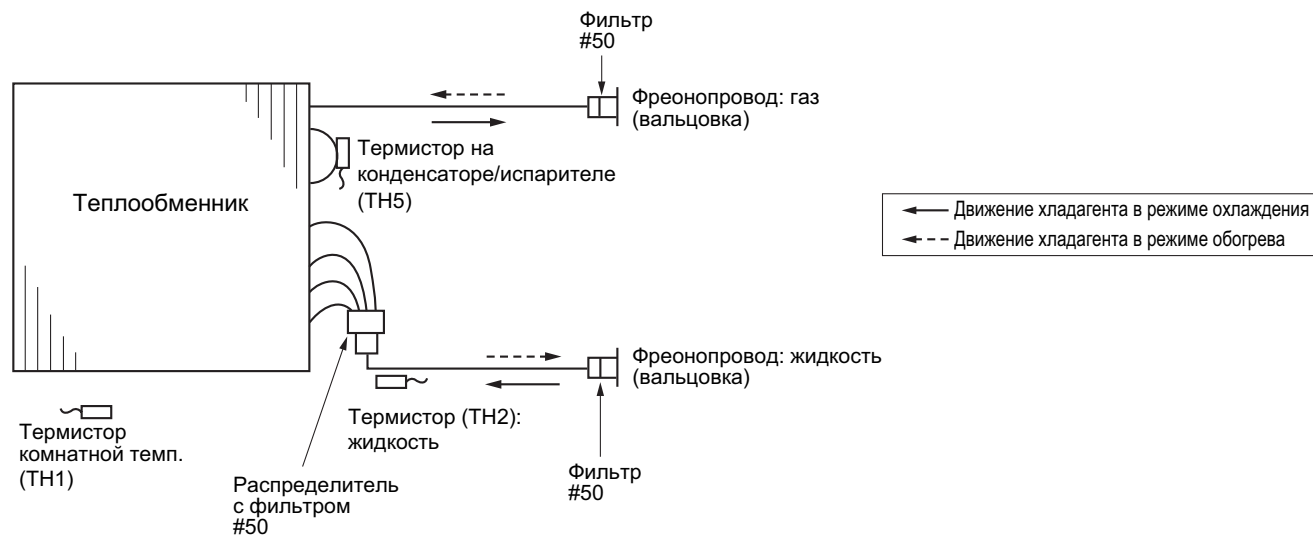 Фильтр
#50
Фреонопровод: газ
(вальцовка)
Термистор на
конденсаторе/испарителе
(TH5)
Теплообменник
Движение хладагента в режиме охлаждения
Движение хладагента в режиме обогрева
Фреонопровод: жидкость
(вальцовка)
Термистор (TH2):
жидкость
Термистор
комнатной темп.
(TH1)
Распределитель
с фильтром
#50
Фильтр
#50